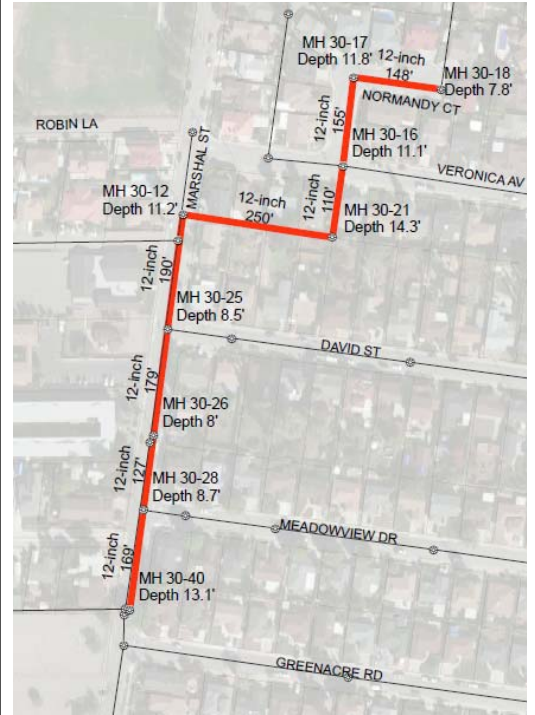 MH 30-17
Depth 11.8'
12-inch
148'
MH 30-18
Depth 7.8'
NORMANDY CT
12-inch
155'
ROBIN LA
MARSHAL ST
MH 30-16
Depth 11.1'
VERONICA AV
MH 30-12
Depth 11.2'
12-inch
250'
12-inch
110'
MH 30-21
Depth 14.3'
12-inch
190'
MH 30-25
Depth 8.5'
DAVID ST
12-inch
179'
MH 30-26
Depth 8'
12-inch
127'
MH 30-28
Depth 8.7'
MEADOWVIEW DR
12-inch
169'
MH 30-40
Depth 13.1'
GREENACRE RD